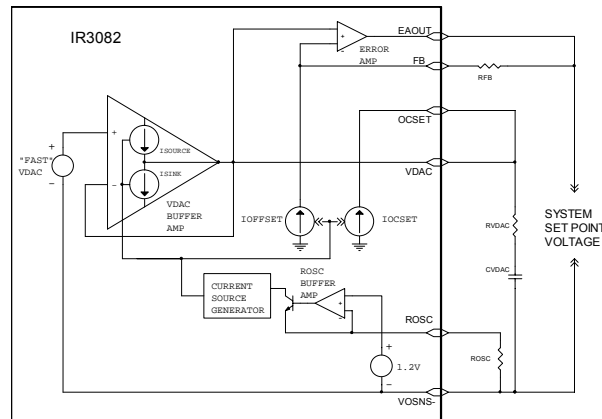 IR3082
EAOUT
ERROR
AMP
FB
RFB
OCSET
ISOURCE
"FAST"
VDAC
ISINK
VDAC
VDAC
BUFFER
AMP
IOFFSET
IOCSET
SYSTEM
SET POINT
VOLTAGE
RVDAC
CVDAC
CURRENT
SOURCE
GENERATOR
ROSC
BUFFER
AMP
ROSC
1.2V
ROSC
VOSNS-